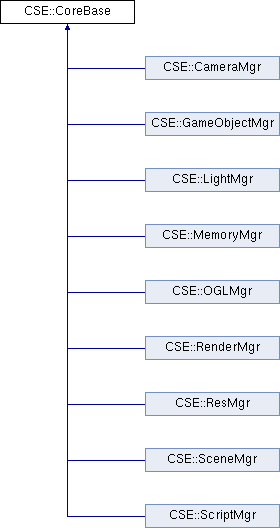 CSE::CoreBase
CSE::CameraMgr
CSE::GameObjectMgr
CSE::LightMgr
CSE::MemoryMgr
CSE::OGLMgr
CSE::RenderMgr
CSE::ResMgr
CSE::SceneMgr
CSE::ScriptMgr